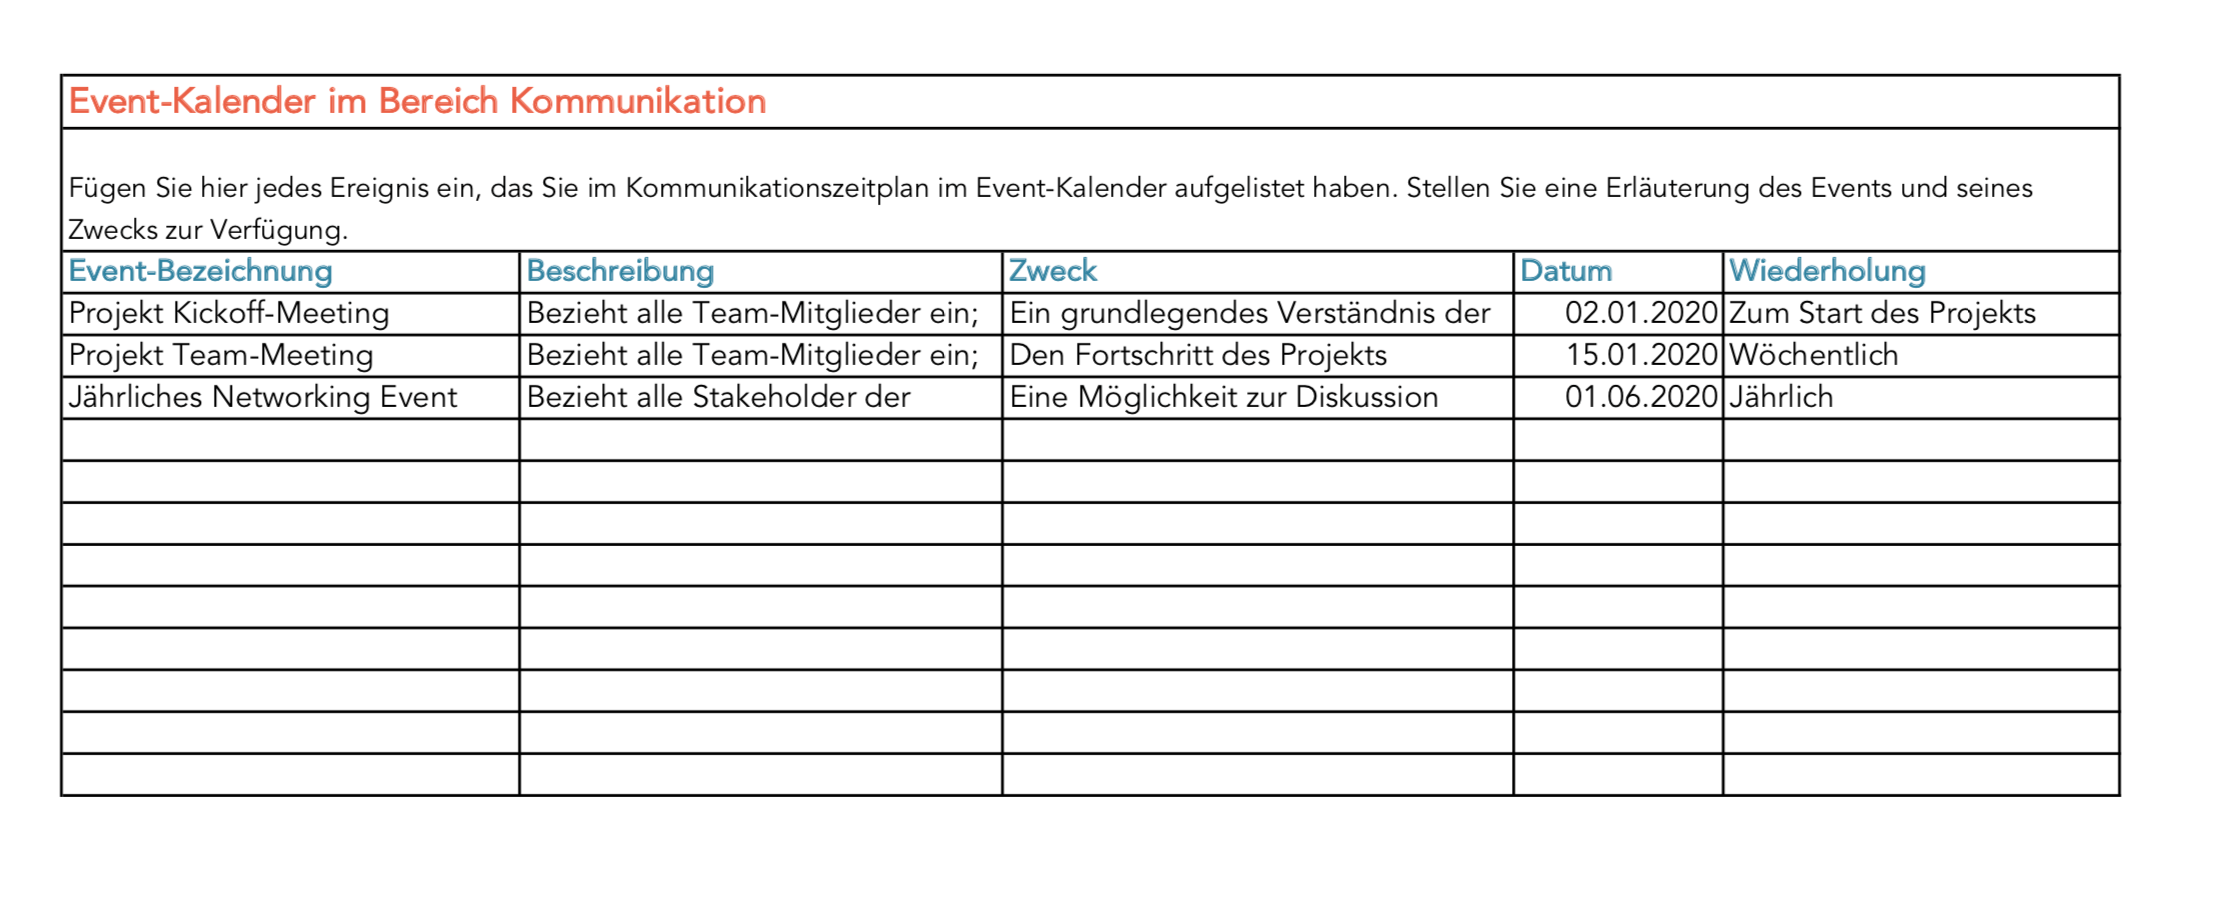 Event-Kalender im Bereich Kommunikation
Fügen Sie hier jedes Ereignis ein, das Sie im Kommunikationszeitplan im Event-Kalender aufgelistet haben. Stellen Sie eine Erläuterung des Events und seines
Zwecks zur Verfügung.
Event-Bezeichnung Beschreibung Zweck Datum Wiederholung
Projekt Kickoff-Meeting Bezieht alle Team-Mitglieder ein; Ein grundlegendes Verständnis der 02.01.2020 Zum Start des Projekts
Projekt Team-Meeting Bezieht alle Team-Mitglieder ein; Den Fortschritt des Projekts 15.01.2020 Wöchentlich
Jährliches Networking Event Bezieht alle Stakeholder der Eine Möglichkeit zur Diskussion 01.06.2020 Jährlich